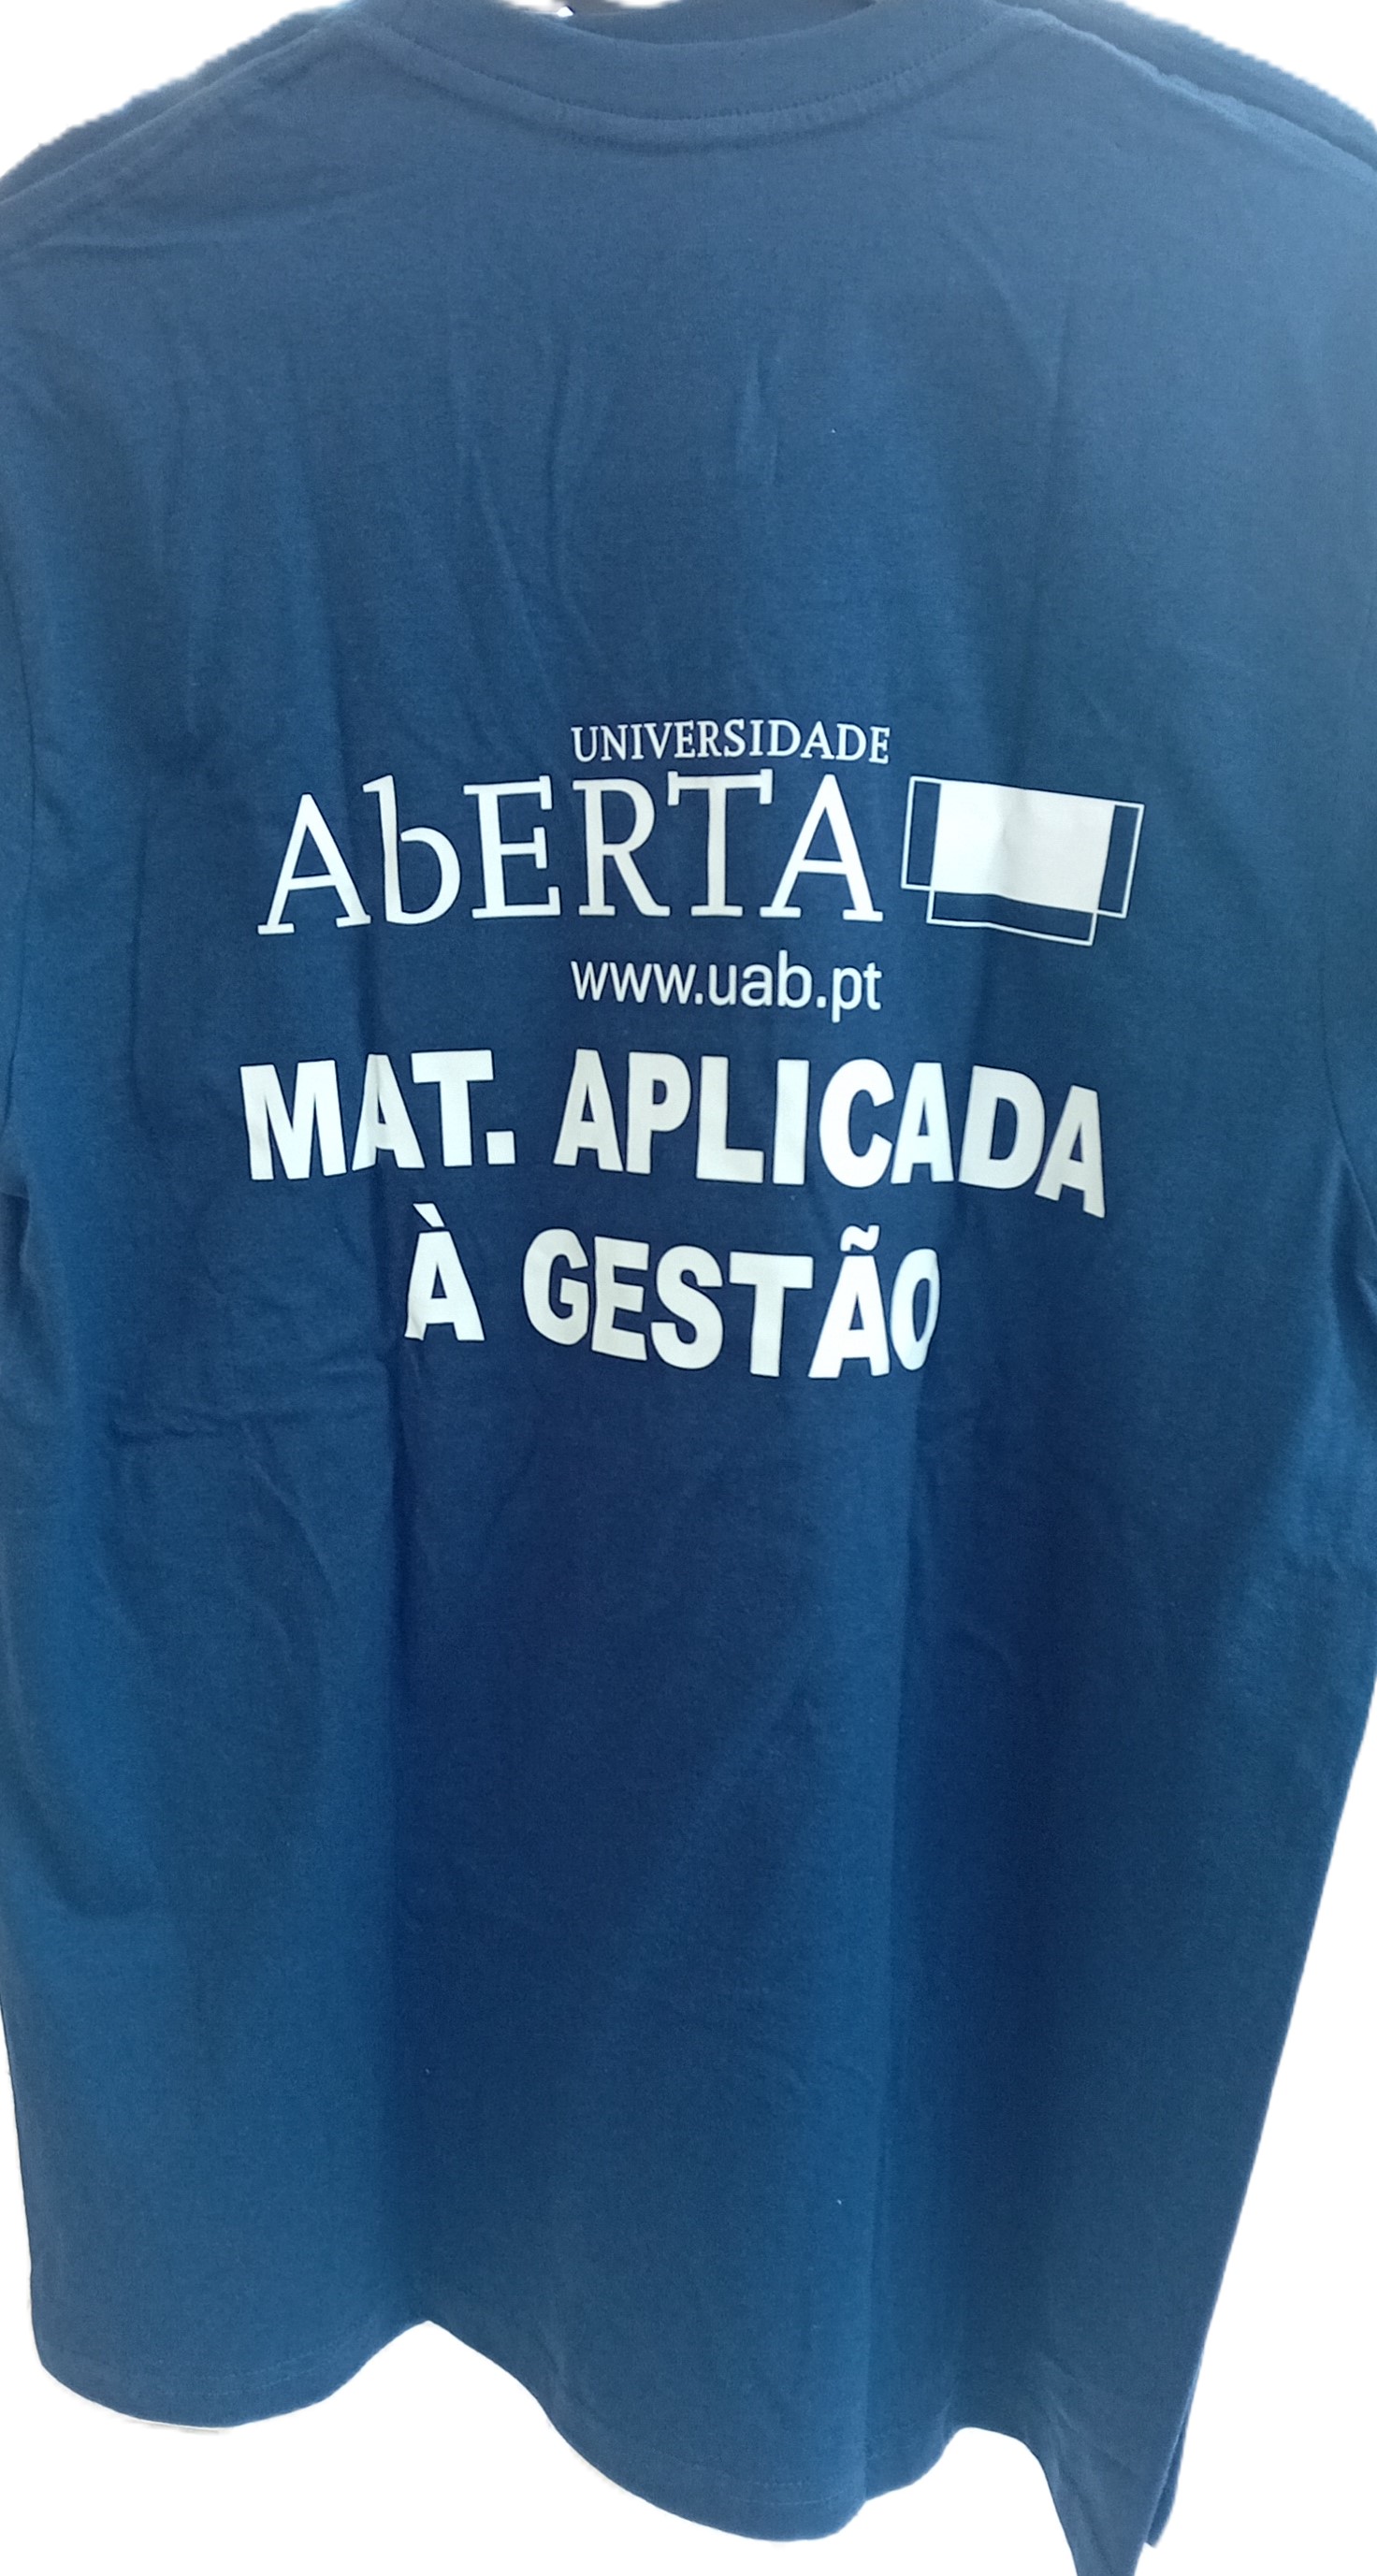 UNIVERSIDADE
AbERTA
www.uab.pt
MAT. APLICADA
À GESTÃO